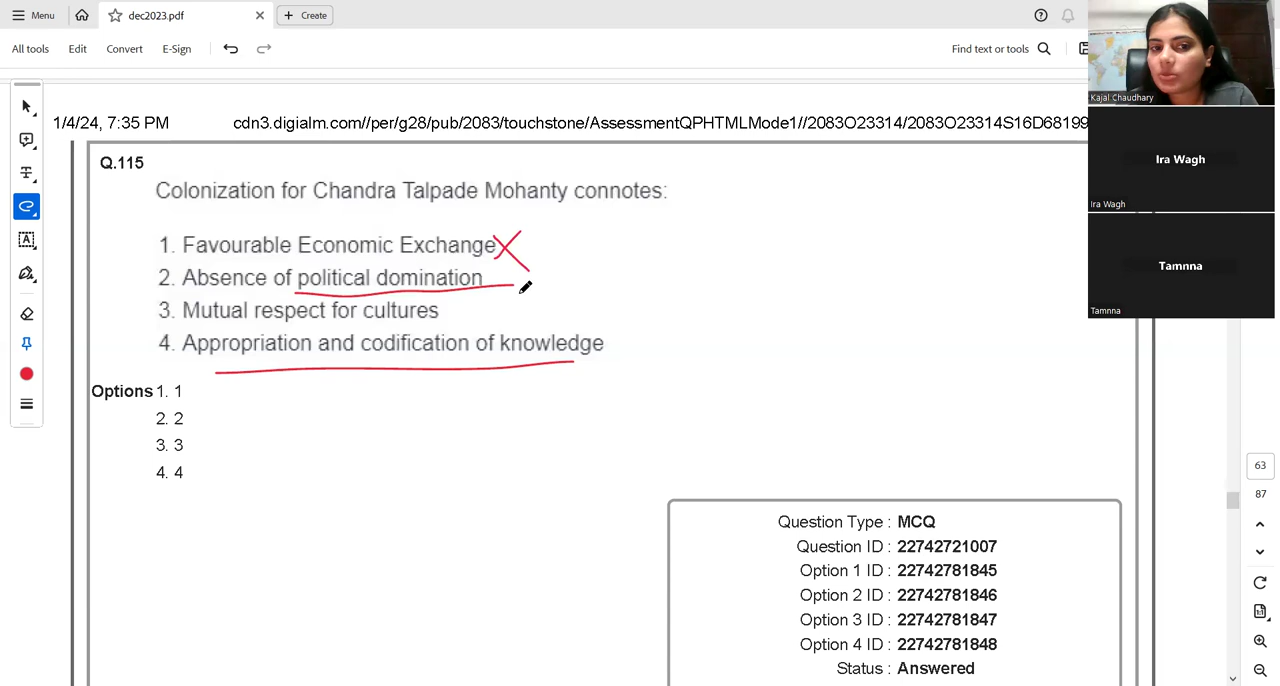 Menu
dec2023.pdf
Create
All tools Edit Convert E-Sign
Find text or tools
Kajal Chaudhary
1/4/24, 7:35 PM cdn3.digialm.com//per/g28/pub/2083/touchstone/AssessmentQPHTMLMode1//2083O23314/2083O23314S16D68199
Q.115
Colonization for Chandra Talpade Mohanty connotes:
1. Favourable Economic Exchange
2. Absence of political domination
3. Mutual respect for cultures
4. Appropriation and codification of knowledge
Options 1. 1
2. 2
3. 3
4. 4
Ira Wagh
Ira Wagh
Tamnna
Tamnna
Question Type : MCQ
Question ID : 22742721007
Option 1 ID : 22742781845
Option 2 ID : 22742781846
Option 3 ID : 22742781847
Option 4 ID : 22742781848
Status : Answered
63
87